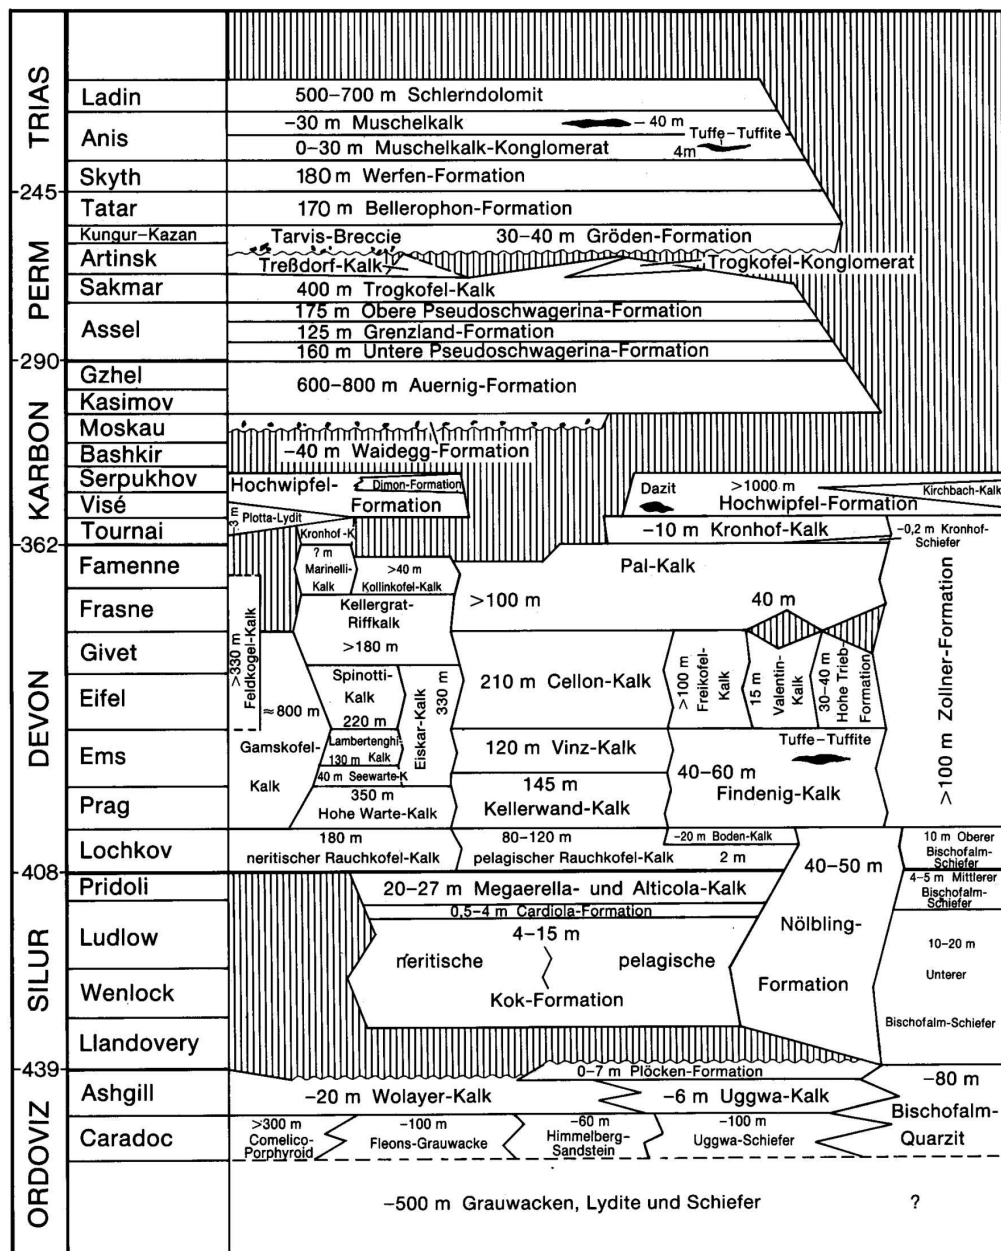 TRIAS
PERM
KARBON
DEVON
SILUR
ORDOVIZ
-245-
-290-
-362-
-408-
-439-
Ladin
Anis
Skyth
Tatar
Kungur-Kazan
Artinsk
Sakmar
Assel
Gzhel
Kasimov
Moskau
Bashkir
Serpukhov
Visé
Tournai
Famenne
Frasne
Givet
Eifel
Ems
Prag
Lochkov
Pridoli
Ludlow
Wenlock
Llandovery
Ashgill
Caradoc
500-700 m Schlerndolomit
-30 m Muschelkalk
- 40 m
Tuffe-Tuffite
4m
0-30 m Muschelkalk-Konglomerat
180 m Werfen-Formation
170 m Bellerophon-Formation
Tarvis-Breccie
30-40 m Gröden-Formation
Treßdorf-Kalk
Trogkofel-Konglomerat
400 m Trogkofel-Kalk
175 m Obere Pseudoschwagerina-Formation
125 m Grenzland-Formation
160 m Untere Pseudoschwagerina-Formation
600-800 m Auernig-Formation
-40 m Waidegg-Formation
Hochwipfel-
Dimon-Formation
Formation
Dazit
>1000 m
Hochwipfel-Formation
Kirchbach-Kalk
-3 m
Plotta-Lydit
Kronhof-K
-10 m Kronhof-Kalk
-0,2 m Kronhof-
Schiefer
? m
Marinelli-
Kalk
>40 m
Kollinkofel-Kalk
Pal-Kalk
>100 m
40 m
Kellergrat-
Riffkalk
>180 m
>330 m
Feldkogel-Kalk
≈800 m
Gamskofel-
Kalk
Spinotti-
Kalk
220 m
Eiskar-Kalk
330 m
210 m Cellon-Kalk
>100 m
Freikofel-
Kalk
15 m
Valentin-
Kalk
30-40 m
Hohe Trieb-
Formation
>100 m Zollner-Formation
Lambertenghi-
130 m Kalk
40 m Seewarte-K
120 m Vinz-Kalk
Tuffe-Tuffite
40-60 m
Findenig-Kalk
350 m
Hohe Warte-Kalk
145 m
Kellerwand-Kalk
180 m
neritischer Rauchkofel-Kalk
80-120 m
pelagischer Rauchkofel-Kalk
-20 m Boden-Kalk
2 m
40-50 m
Nölbling-
Formation
10 m Oberer
Bischofalm-
Schiefer
4-5 m Mittlerer
Bischofalm-
Schiefer
20-27 m Megaerella- und Alticola-Kalk
0,5-4 m Cardiola-Formation
4-15 m
neritische
pelagische
Kok-Formation
10-20 m
Unterer
Bischofalm-Schiefer
0-7 m Plöcken-Formation
-20 m Wolayer-Kalk
-6 m Uggwa-Kalk
-80 m
Bischofalm-
Quarzit
>300 m
Comelico-
Porphyroid
-100 m
Fleons-Grauwacke
-60 m
Himmelberg-
Sandstein
-100 m
Uggwa-Schiefer
-500 m Grauwacken, Lydite und Schiefer
?